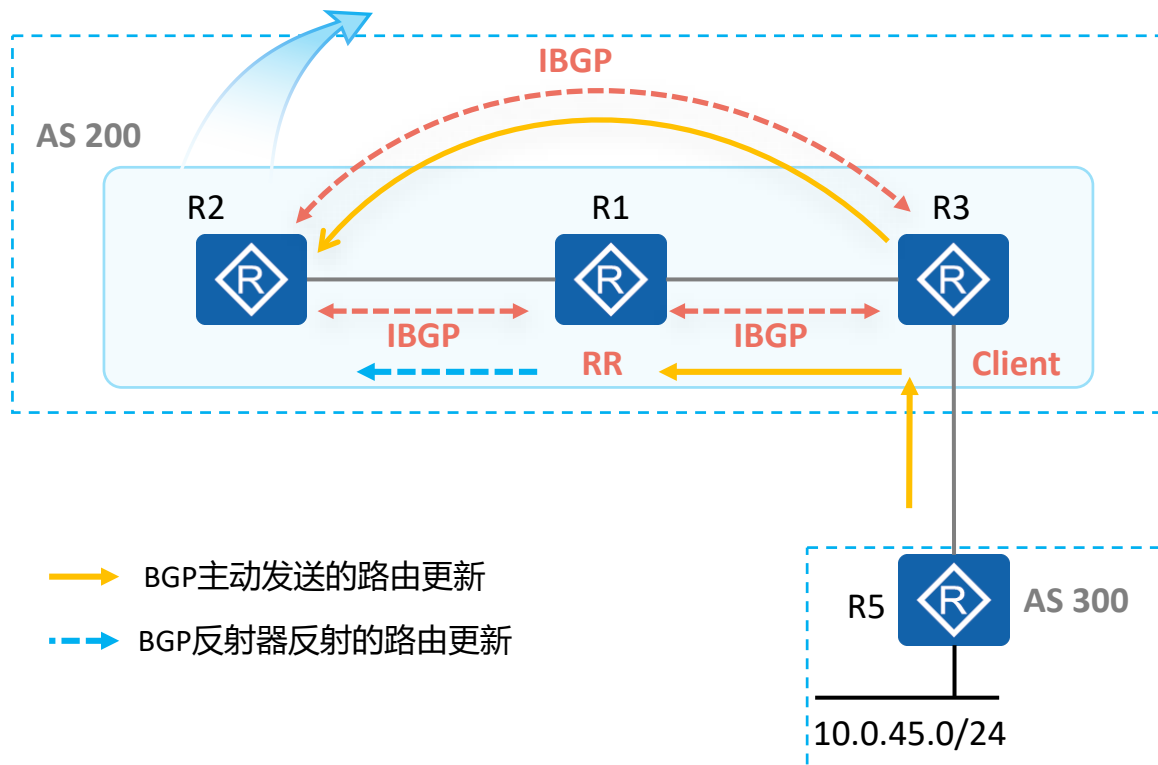 IBGP
AS 200
R2
R1
R3
R
R
R
IBGP
IBGP
RR
Client
BGP主动发送的路由更新
R
R5
AS 300
BGP反射器反射的路由更新
10.0.45.0/24